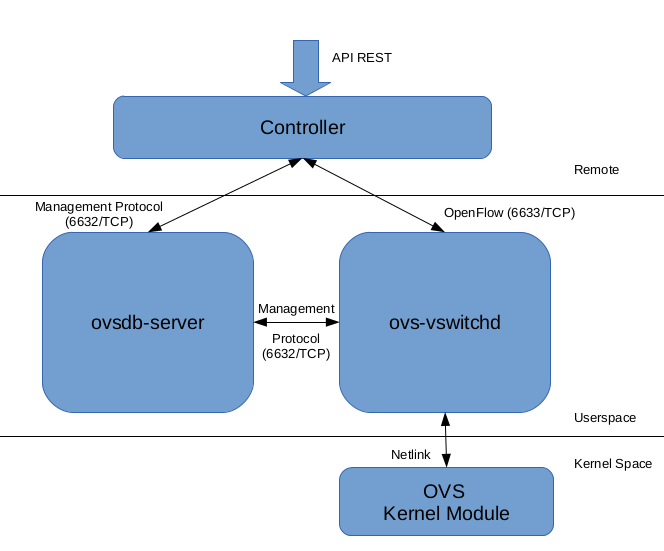 API REST
Controller
Remote
Management Protocol
(6632/TCP)
OpenFlow (6633/TCP)
ovsdb-server
Management
Protocol
(6632/TCP)
ovs-vswitchd
Userspace
Netlink
Kernel Space
OVS
Kernel Module